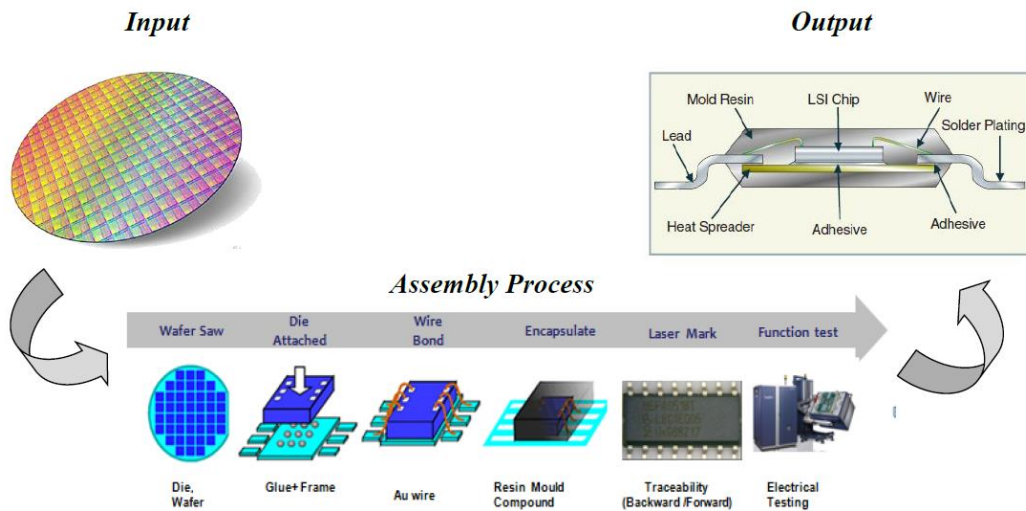 Input
Output
Mold Resin
LSI Chip
Wire
Solder Plating
Lead
Heat Spreader
Adhesive
Adhesive
Assembly Process
Wafer Saw
Die
Attached
Wire
Bond
Encapsulate
Laser Mark
Function test
Die,
Wafer
Glue+ Frame
Au wire
Resin Mould
Compound
Traceability
(Backward /Forward)
Electrical
Testing